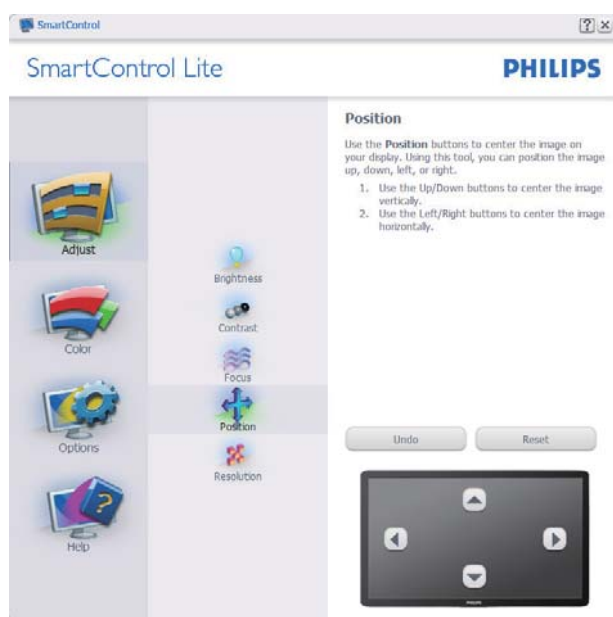 SmartControl
SmartControl Lite
PHILIPS
Adjust
Color
Options
Help
Brightness
Contrast
Focus
Position
Resolution
Position
Use the Position buttons to center the image on
your display. Using this tool, you can position the image
up, down, left, or right.
1. Use the Up/Down buttons to center the image
vertically.
2. Use the Left/Right buttons to center the image
horizontally.
Undo
Reset
PHILIPS